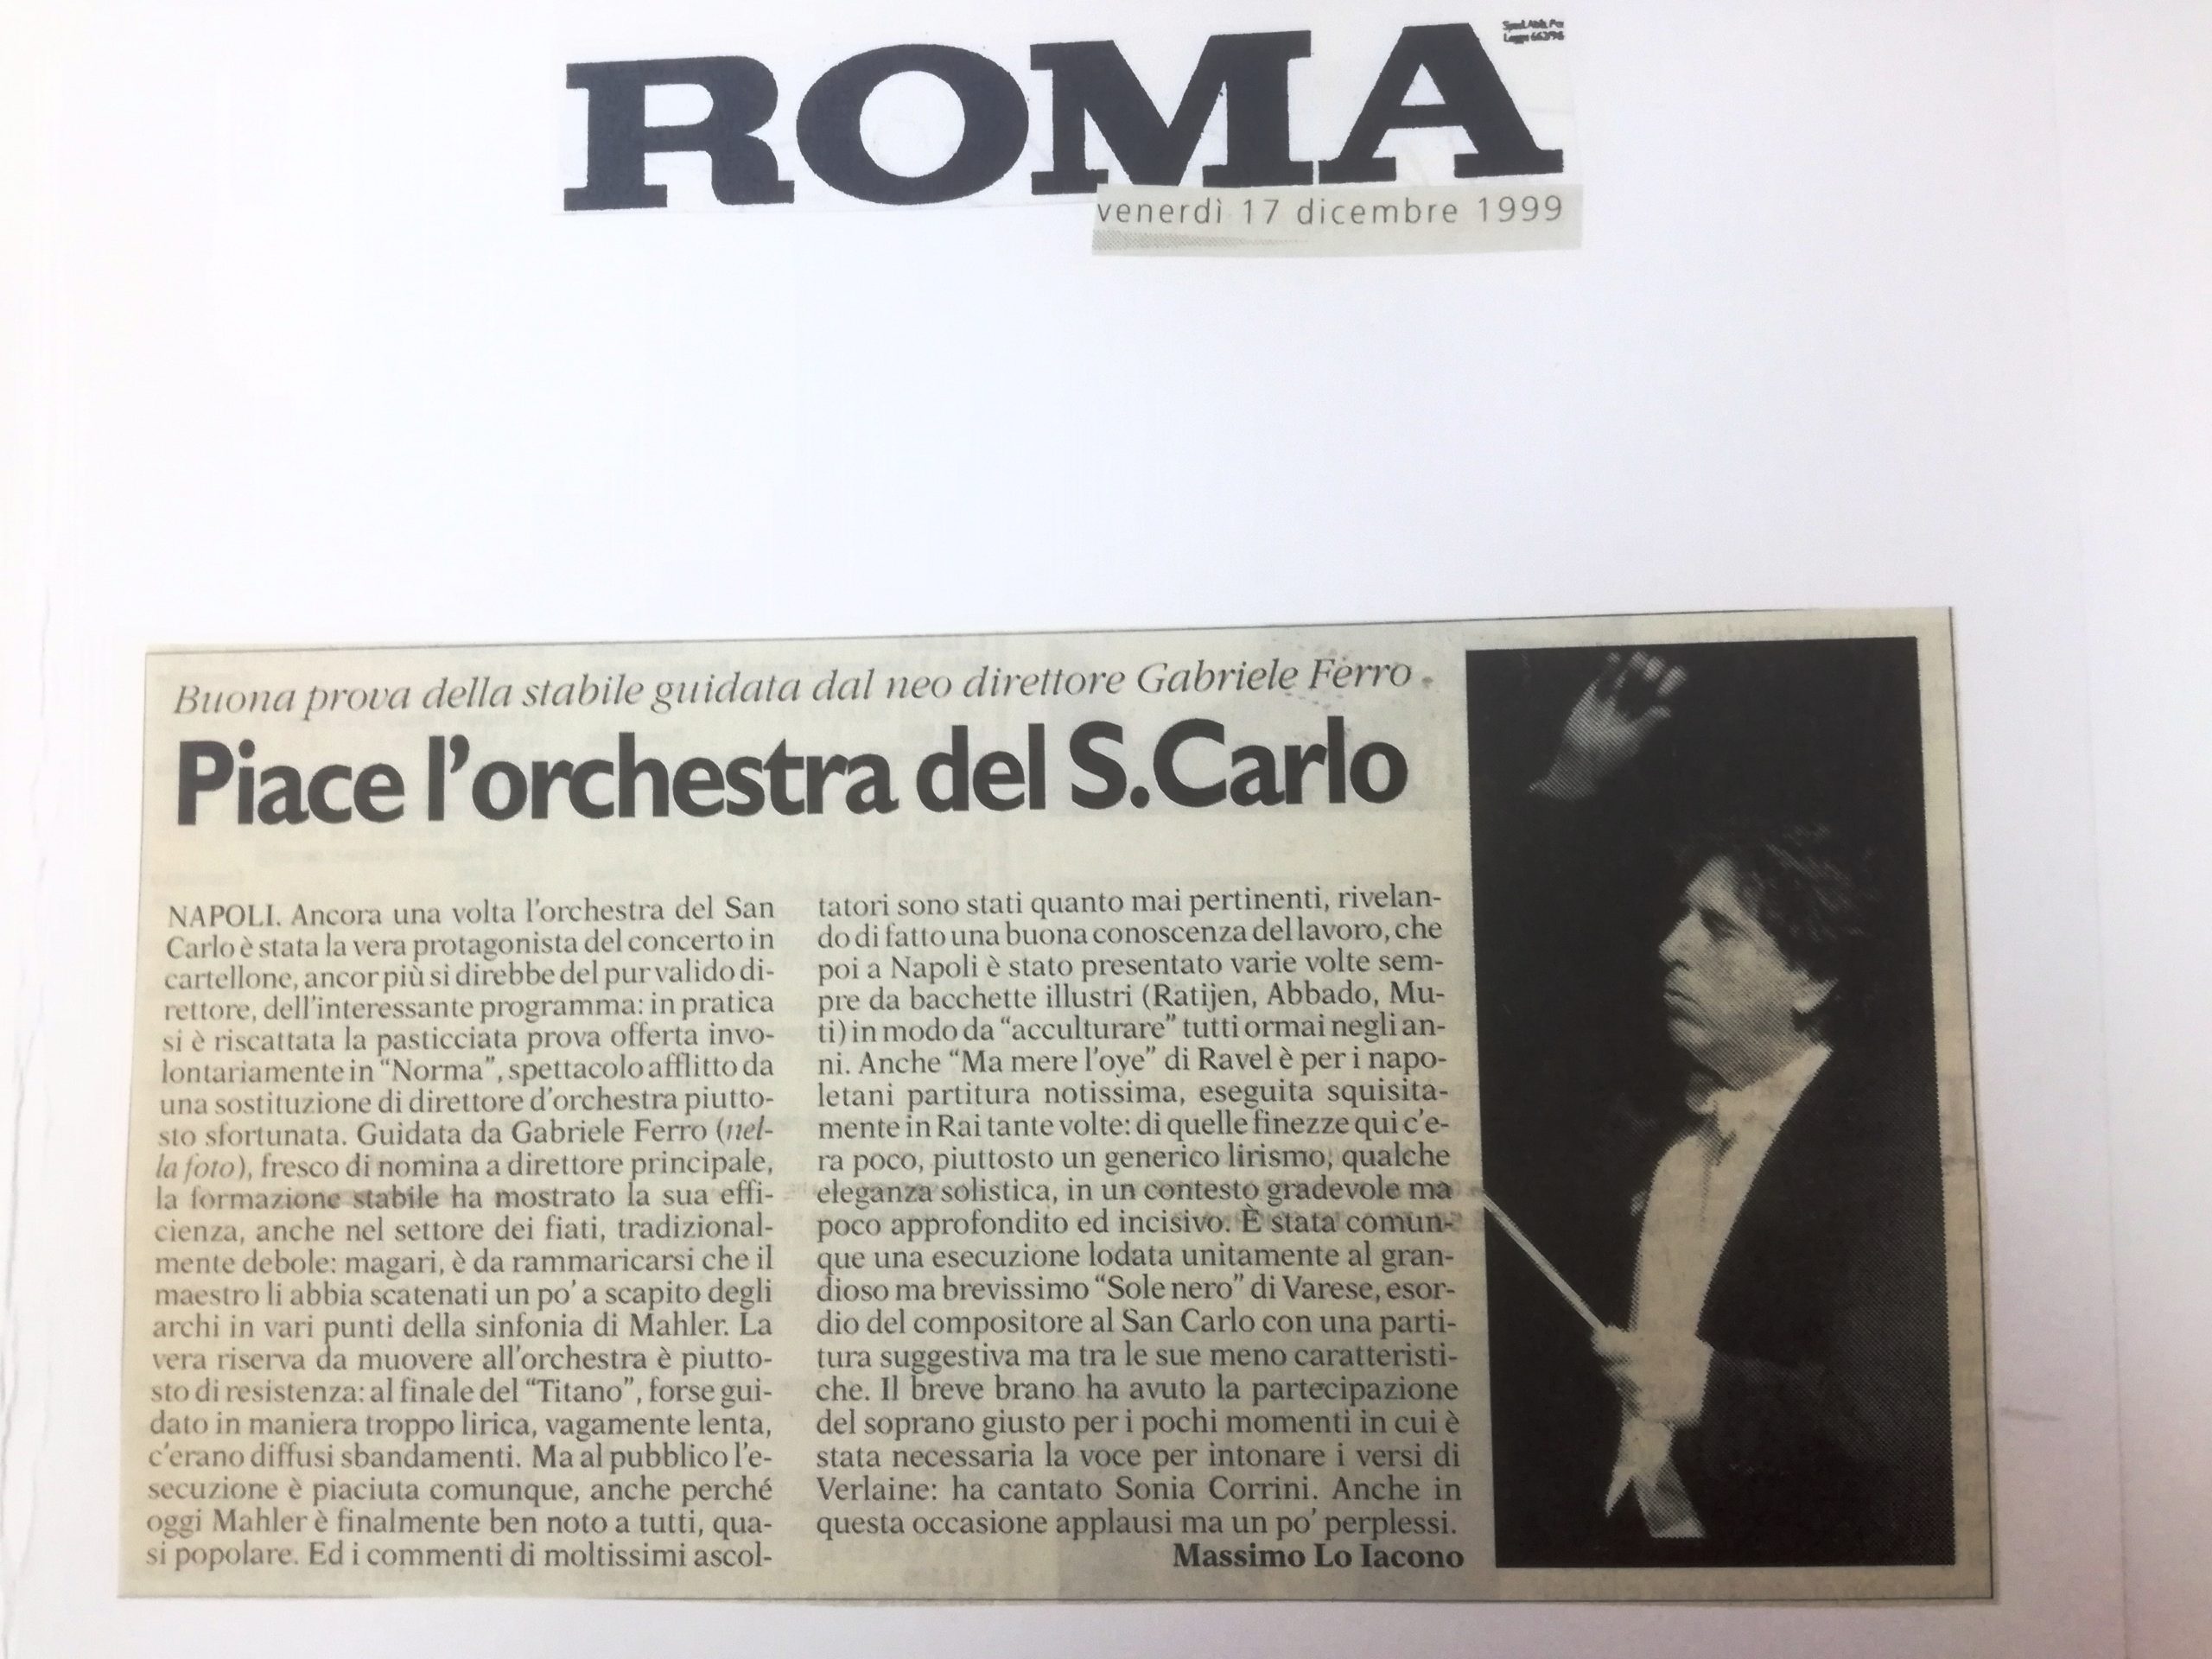 ROMA
Legge 662/96
venerdì 17 dicembre 1999
Buona prova della stabile guidata dal neo direttore Gabriele Ferro
Piace l'orchestra del S.Carlo
NAPOLI. Ancora una volta l'orchestra del San
Carlo è stata la vera protagonista del concerto in
cartellone, ancor più si direbbe del pur valido di-
rettore, dell'interessante programma: in pratica
si è riscattata la pasticciata prova offerta invo-
lontariamente in “Norma”, spettacolo afflitto da
una sostituzione di direttore d'orchestra piutto-
sto sfortunata. Guidata da Gabriele Ferro (nel-
la foto), fresco di nomina a direttore principale,
la formazione stabile ha mostrato la sua effi-
cienza, anche nel settore dei fiati, tradizional-
mente debole: magari, è da rammaricarsi che il
maestro li abbia scatenati un po' a scapito degli
archi in vari punti della sinfonia di Mahler. La
vera riserva da muovere all'orchestra è piutto-
sto di resistenza: al finale del “Titano”, forse gui-
dato in maniera troppo lirica, vagamente lenta,
c'erano diffusi sbandamenti. Ma al pubblico l'e-
secuzione è piaciuta comunque, anche perché
oggi Mahler è finalmente ben noto a tutti, qua-
si popolare. Ed i commenti di moltissimi ascol-
tatori sono stati quanto mai pertinenti, rivelan-
do di fatto una buona conoscenza del lavoro, che
poi a Napoli è stato presentato varie volte sem-
pre da bacchette illustri (Ratijen, Abbado, Mu-
ti) in modo da “acculturare” tutti ormai negli an-
ni. Anche “Ma mere l'oye” di Ravel è per i napo-
letani partitura notissima, eseguita squisita-
mente in Rai tante volte: di quelle finezze qui c'e-
ra poco, piuttosto un generico lirismo, qualche
eleganza solistica, in un contesto gradevole ma
poco approfondito ed incisivo. È stata comun-
que una esecuzione lodata unitamente al gran-
dioso ma brevissimo “Sole nero” di Varese, esor-
dio del compositore al San Carlo con una parti-
tura suggestiva ma tra le sue meno caratteristi-
che. Il breve brano ha avuto la partecipazione
del soprano giusto per i pochi momenti in cui è
stata necessaria la voce per intonare i versi di
Verlaine: ha cantato Sonia Corrini. Anche in
questa occasione applausi ma un po' perplessi.
Massimo Lo Iacono